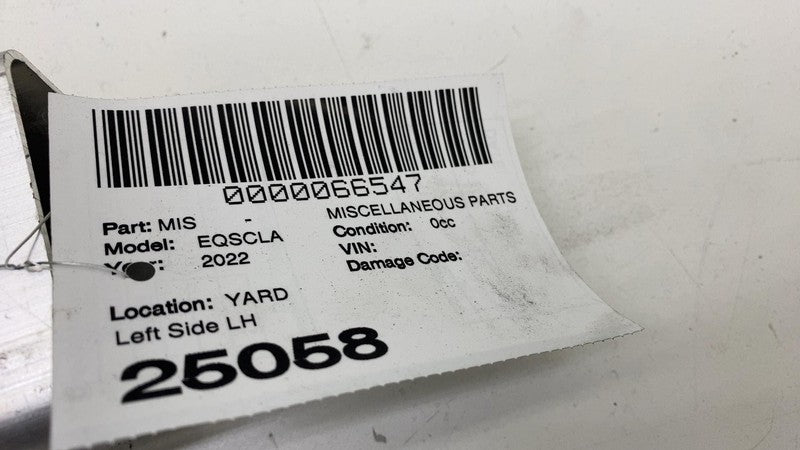 0000066547
Part: MIS - MISCELLANEOUS PARTS
Model: EQSCLA Condition: 0cc
2022 VIN:
Damage Code:
Location: YARD
Left Side LH
25058